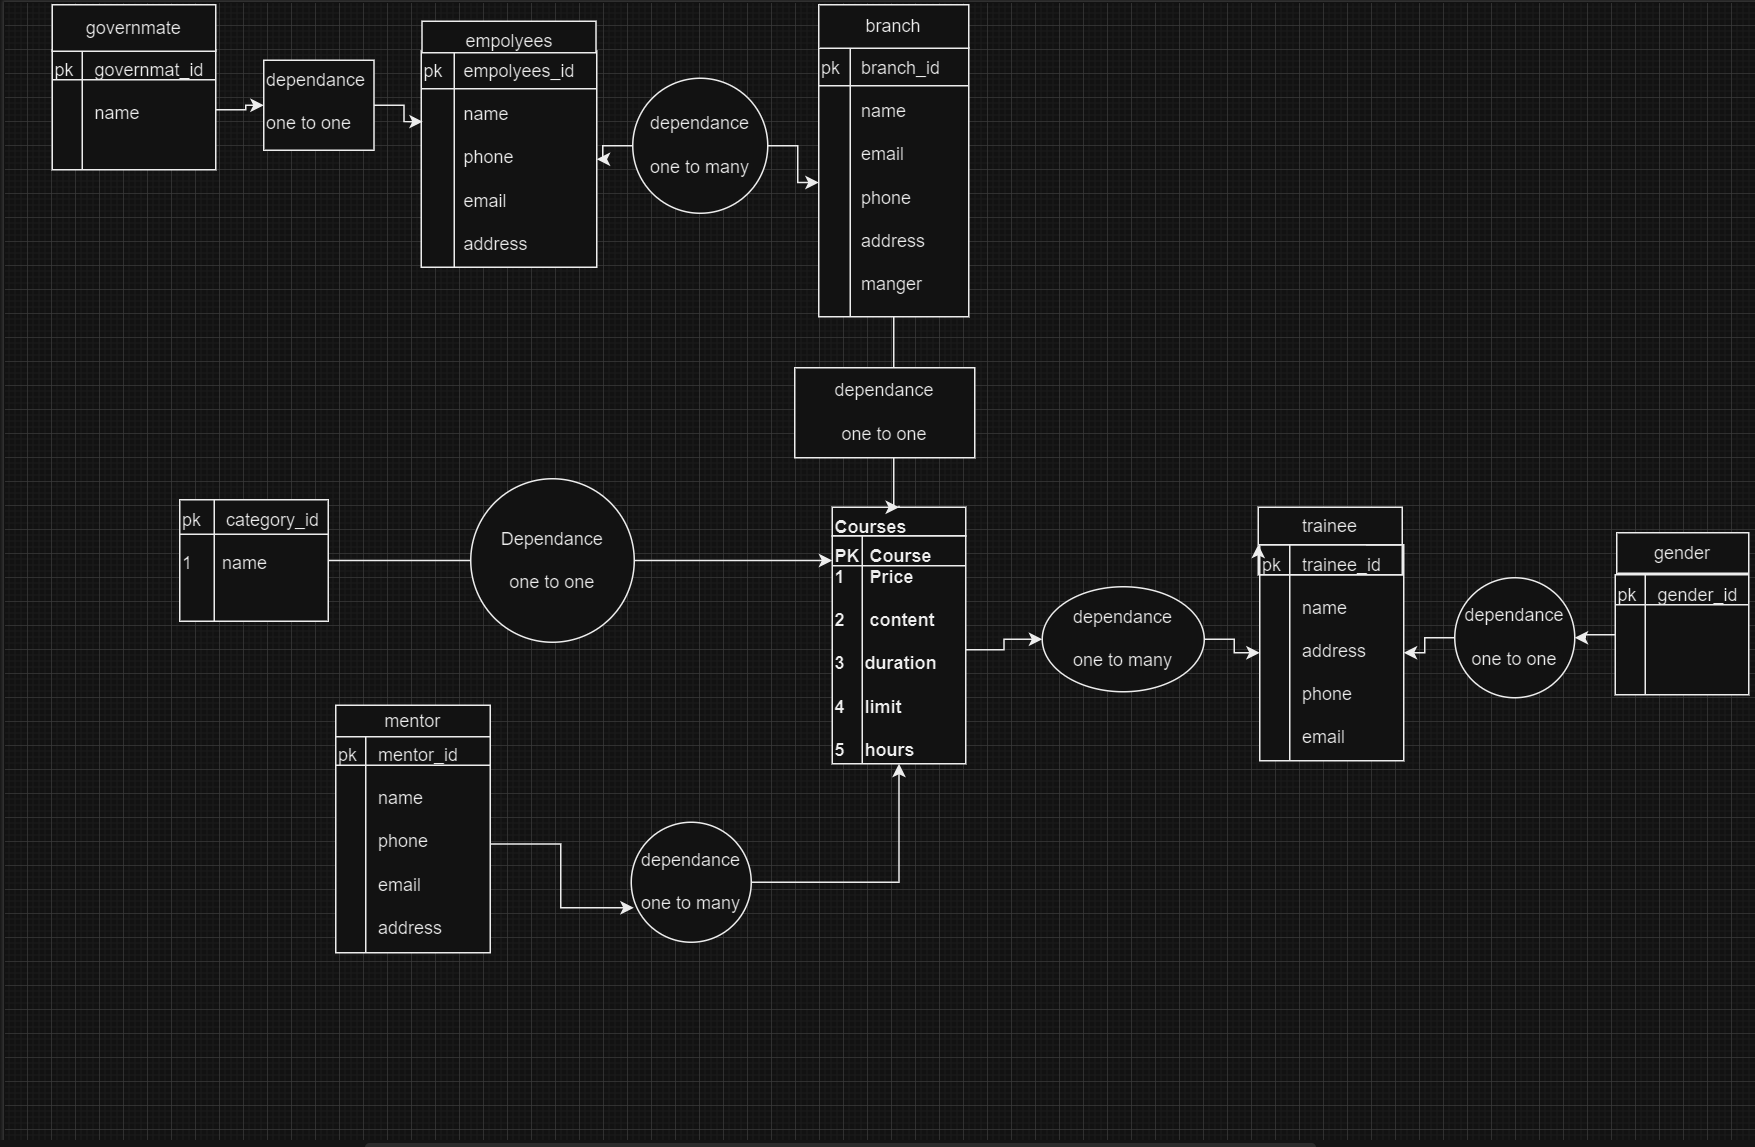 governmate
pk governmat_id
name
dependance
one to one
empolyees
pk empolyees_id
name
phone
email
address
dependance
one to many
branch
pk branch_id
name
email
phone
address
manger
dependance
one to one
pk category_id
1 name
Dependance
one to one
Courses
PK Course
1 Price
2 content
3 duration
4 limit
5 hours
dependance
one to many
trainee
pk trainee_id
name
address
phone
email
dependance
one to one
gender
pk gender_id
mentor
pk mentor_id
name
phone
email
address
dependance
one to many